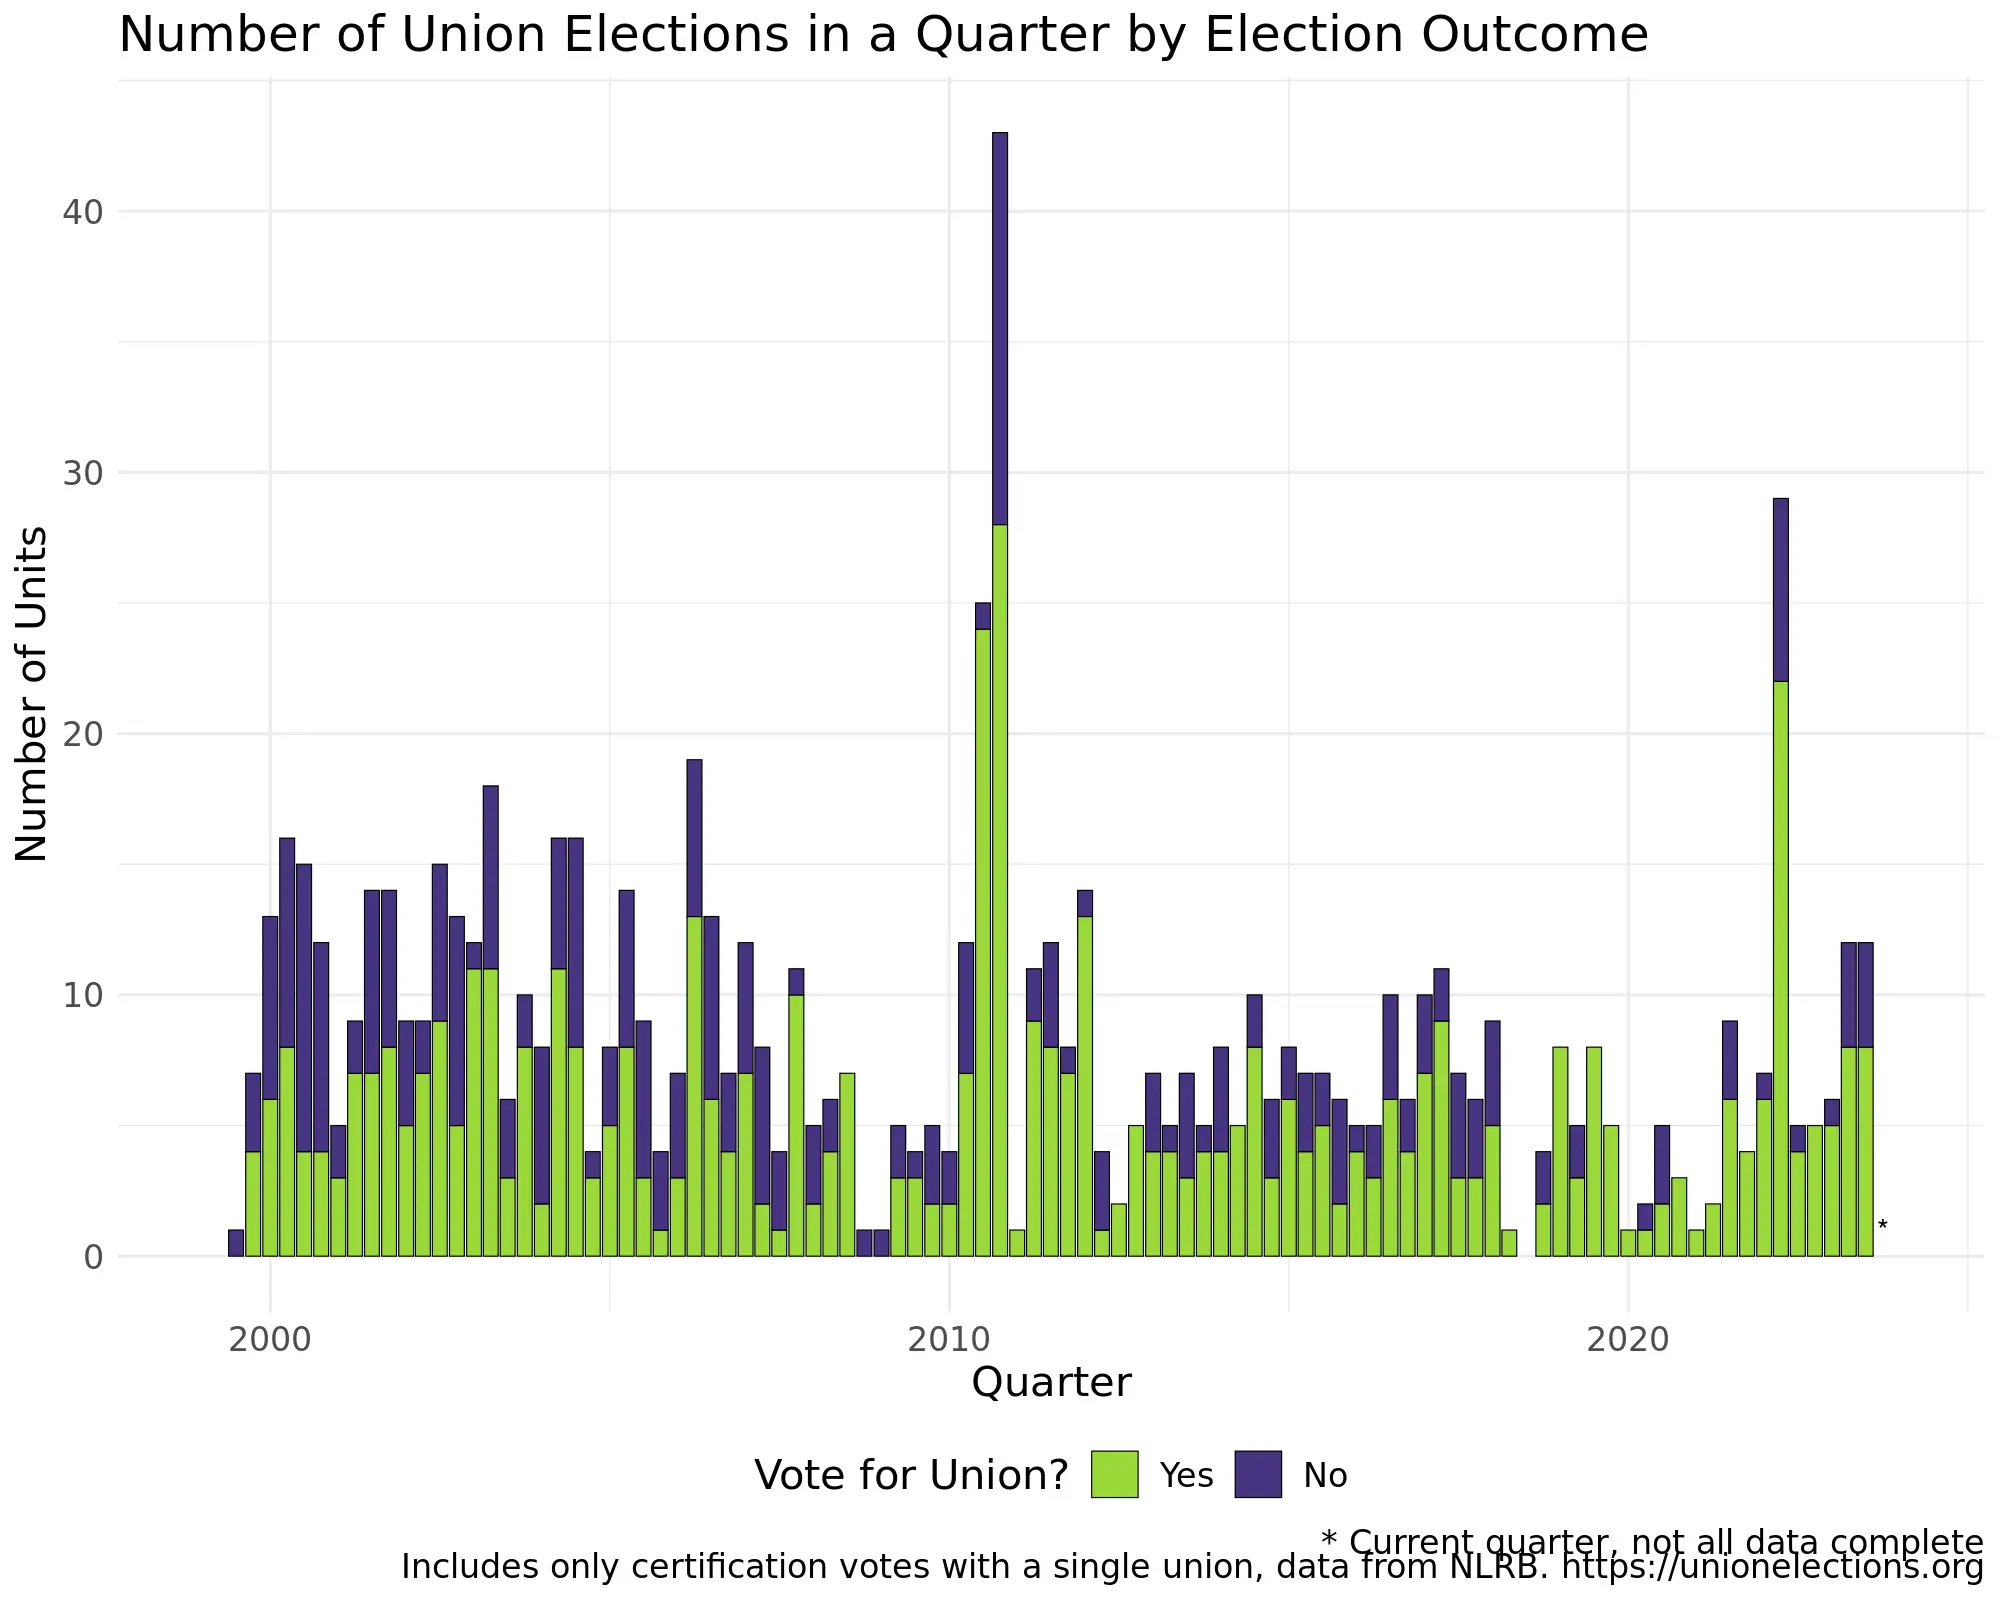 Number of Union Elections in a Quarter by Election Outcome
40
30
20
10
0
Number of Units
2000
2010
2020
Quarter
Vote for Union? Yes No
*
* Current quarter, not all data complete
Includes only certification votes with a single union, data from NLRB. https://unionelections.org